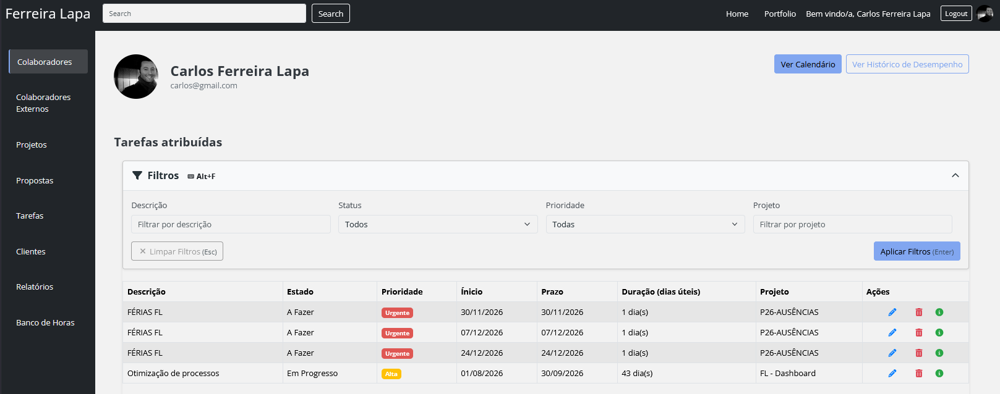 Ferreira Lapa
Search
Search
Home
Portfolio
Bem vindo/a, Carlos Ferreira Lapa
Logout
Colaboradores
Colaboradores
Externos
Projetos
Propostas
Tarefas
Clientes
Relatórios
Banco de Horas
Carlos Ferreira Lapa
carlos@gmail.com
Ver Calendário
Ver Histórico de Desempenho
Tarefas atribuídas
Filtros Alt+F
Descrição Status Prioridade Projeto
Filtrar por descrição Todos Todas Filtrar por projeto
Limpar Filtros (Esc) Aplicar Filtros (Enter)
Descrição Estado Prioridade Ínicio Prazo Duração (dias úteis) Projeto Ações
FÉRIAS FL A Fazer Urgente 30/11/2026 30/11/2026 1 dia(s) P26-AUSÊNCIAS
FÉRIAS FL A Fazer Urgente 07/12/2026 07/12/2026 1 dia(s) P26-AUSÊNCIAS
FÉRIAS FL A Fazer Urgente 24/12/2026 24/12/2026 1 dia(s) P26-AUSÊNCIAS
Otimização de processos Em Progresso Alta 01/08/2026 30/09/2026 43 dia(s) FL - Dashboard